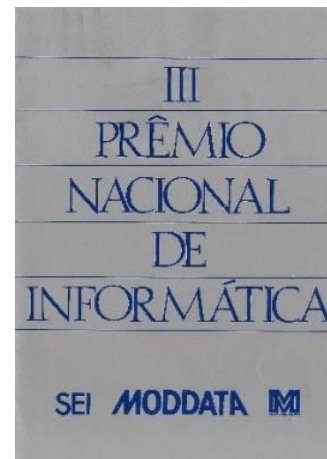 III
PRÊMIO
NACIONAL
DE
INFORMÁTICA
SEI MODDATA M